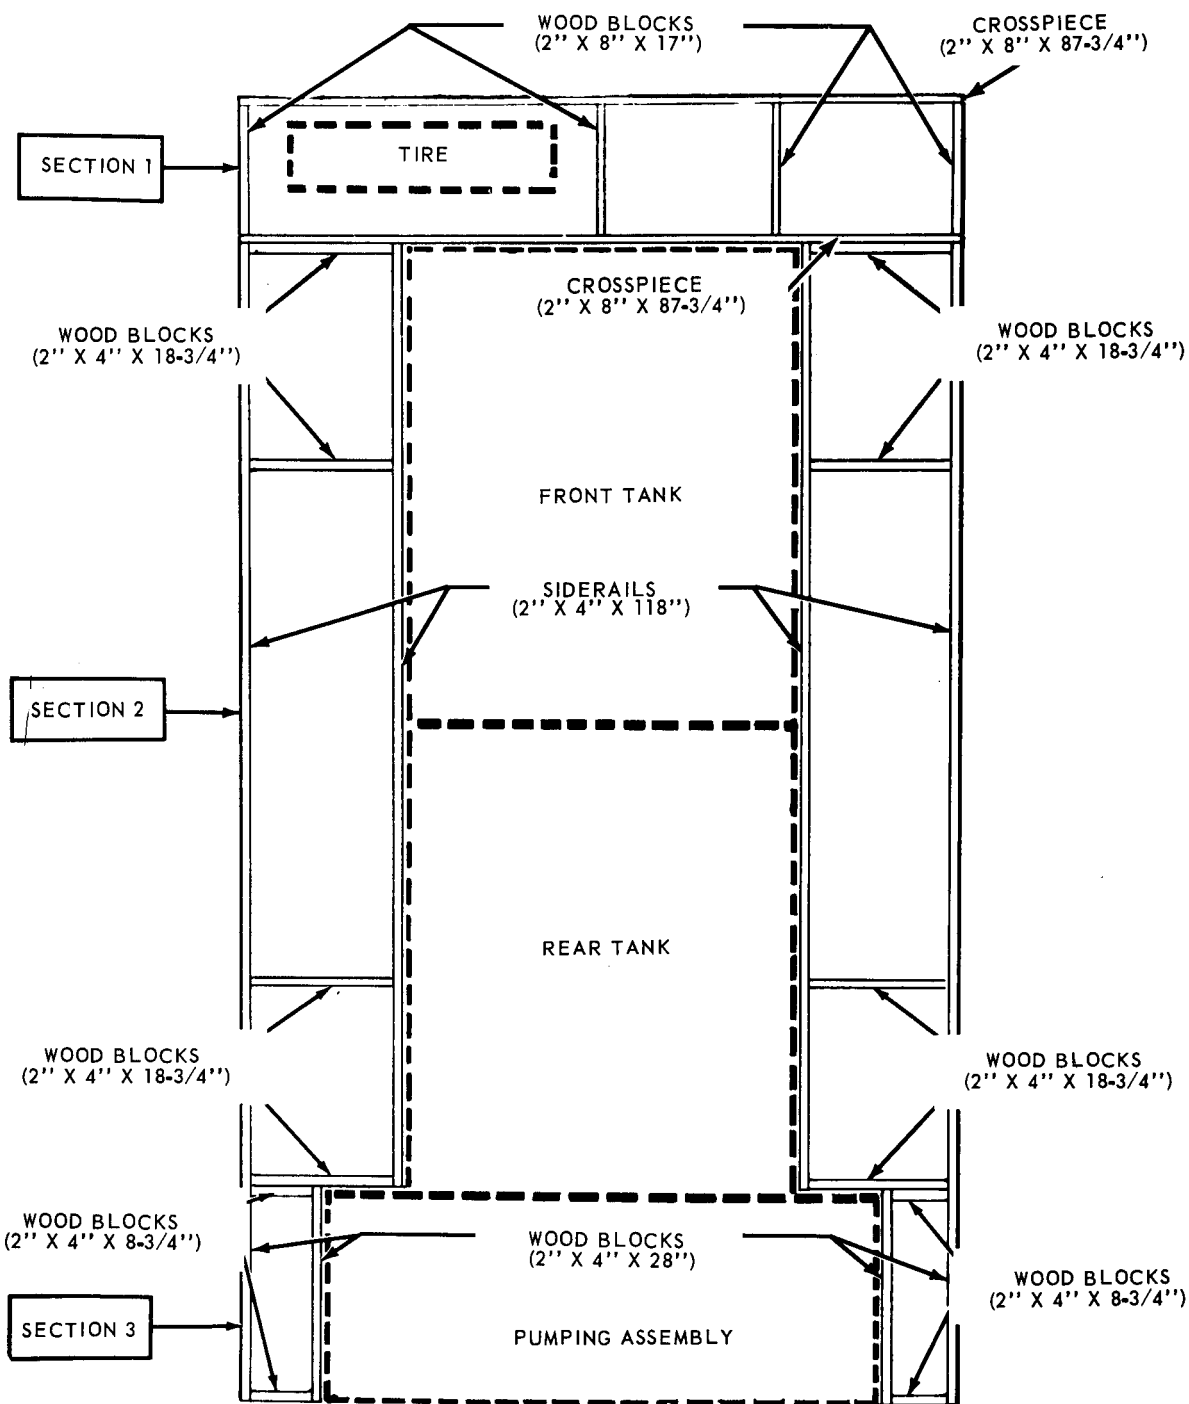 WOOD BLOCKS
(2'' X 8'' X 17'')
CROSSPIECE
(2'' X 8'' X 87-3/4'')
SECTION 1
TIRE
CROSSPIECE
(2'' X 8'' X 87-3/4'')
WOOD BLOCKS
(2'' X 4'' X 18-3/4'')
WOOD BLOCKS
(2'' X 4'' X 18-3/4'')
FRONT TANK
SIDERAILS
(2'' X 4'' X 118'')
SECTION 2
REAR TANK
WOOD BLOCKS
(2'' X 4'' X 18-3/4'')
WOOD BLOCKS
(2'' X 4'' X 18-3/4'')
WOOD BLOCKS
(2'' X 4'' X 8-3/4'')
WOOD BLOCKS
(2'' X 4'' X 28'')
WOOD BLOCKS
(2'' X 4'' X 8-3/4'')
SECTION 3
PUMPING ASSEMBLY